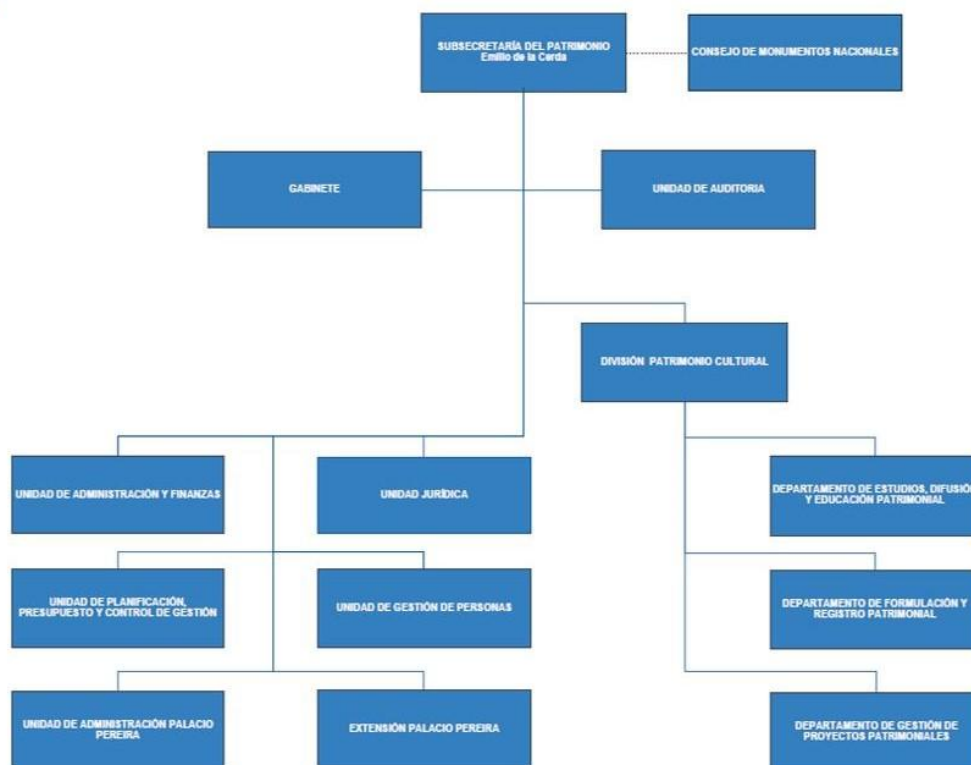 SUBSECRETARÍA DEL PATRIMONIO
Emilio de la Cerda
CONSEJO DE MONUMENTOS NACIONALES
GABINETE
UNIDAD DE AUDITORIA
DIVISIÓN PATRIMONIO CULTURAL
UNIDAD DE ADMINISTRACIÓN Y FINANZAS
UNIDAD JURÍDICA
DEPARTAMENTO DE ESTUDIOS, DIFUSIÓN
Y EDUCACIÓN PATRIMONIAL
UNIDAD DE PLANIFICACIÓN,
PRESUPUESTO Y CONTROL DE GESTIÓN
UNIDAD DE GESTIÓN DE PERSONAS
DEPARTAMENTO DE FORMULACIÓN Y
REGISTRO PATRIMONIAL
UNIDAD DE ADMINISTRACIÓN PALACIO
PEREIRA
EXTENSIÓN PALACIO PEREIRA
DEPARTAMENTO DE GESTIÓN DE
PROYECTOS PATRIMONIALES